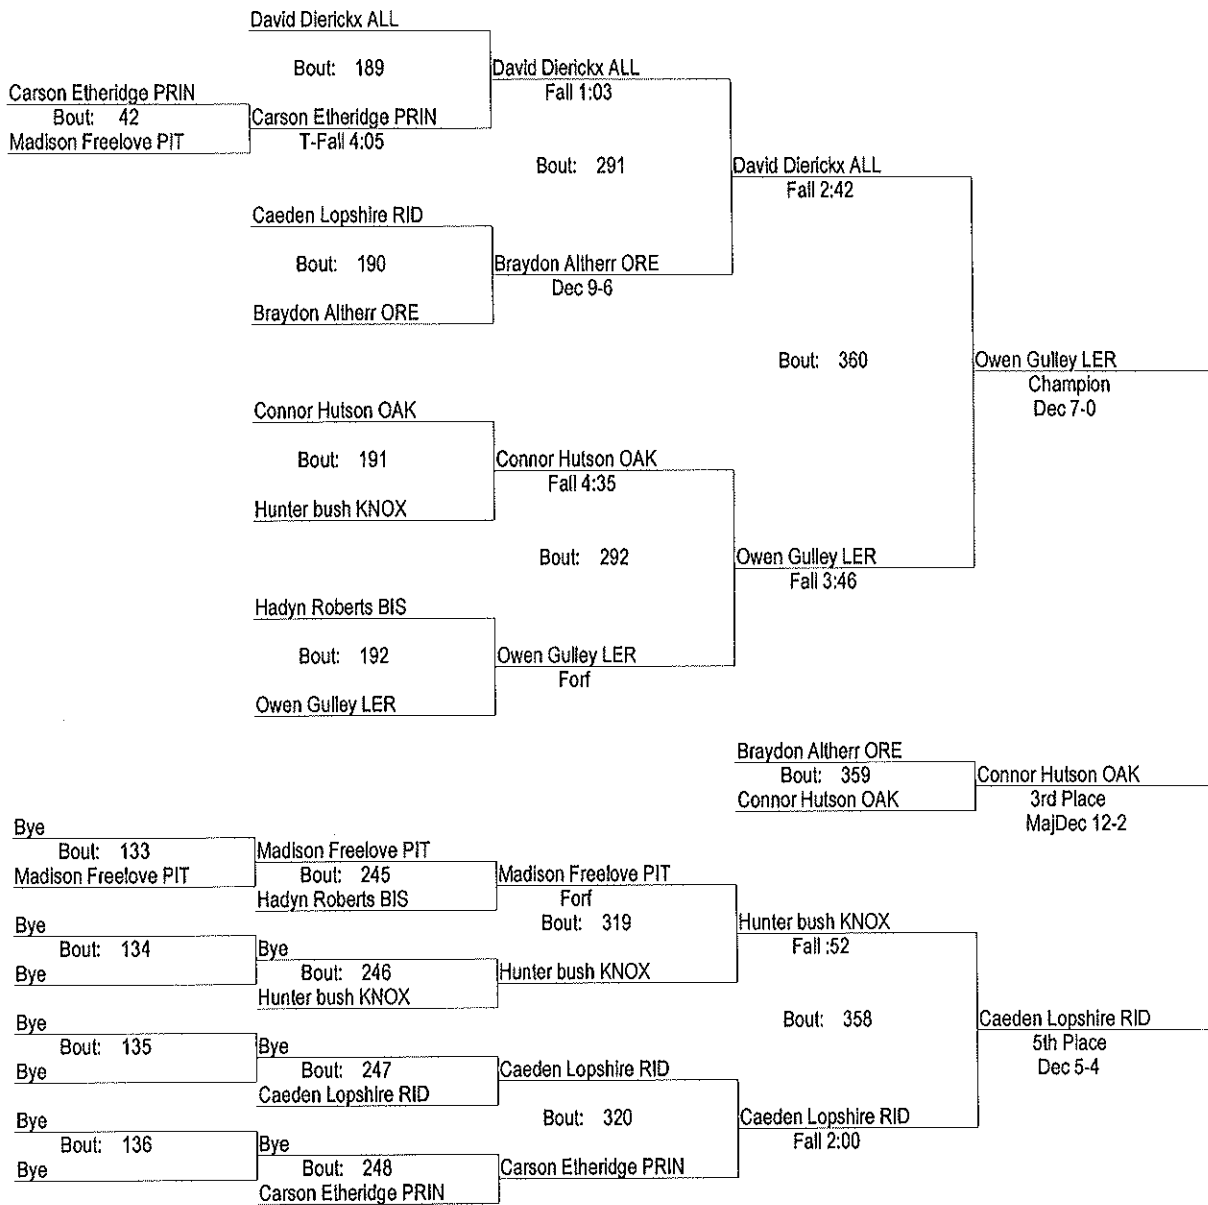 David Dierickx ALL
Bout: 189
David Dierickx ALL
Fall 1:03
Carson Etheridge PRIN
Bout: 42
Madison Freelove PIT
Carson Etheridge PRIN
T-Fall 4:05
Bout: 291
David Dierickx ALL
Fall 2:42
Caeden Lopshire RID
Bout: 190
Braydon Altherr ORE
Braydon Altherr ORE
Dec 9-6
Bout: 360
Owen Gulley LER
Champion
Dec 7-0
Connor Hutson OAK
Bout: 191
Hunter bush KNOX
Connor Hutson OAK
Fall 4:35
Bout: 292
Owen Gulley LER
Fall 3:46
Hadyn Roberts BIS
Bout: 192
Owen Gulley LER
Owen Gulley LER
Forf
Braydon Altherr ORE
Bout: 359
Connor Hutson OAK
Connor Hutson OAK
3rd Place
MajDec 12-2
Bye
Bout: 133
Madison Freelove PIT
Madison Freelove PIT
Bout: 245
Hadyn Roberts BIS
Madison Freelove PIT
Forf
Bout: 319
Hunter bush KNOX
Fall :52
Bye
Bout: 134
Bye
Bye
Bout: 246
Hunter bush KNOX
Hunter bush KNOX
Bout: 358
Caeden Lopshire RID
5th Place
Dec 5-4
Bye
Bout: 135
Bye
Bye
Bout: 247
Caeden Lopshire RID
Caeden Lopshire RID
Bout: 320
Caeden Lopshire RID
Fall 2:00
Bye
Bout: 136
Bye
Bye
Bout: 248
Carson Etheridge PRIN
Carson Etheridge PRIN